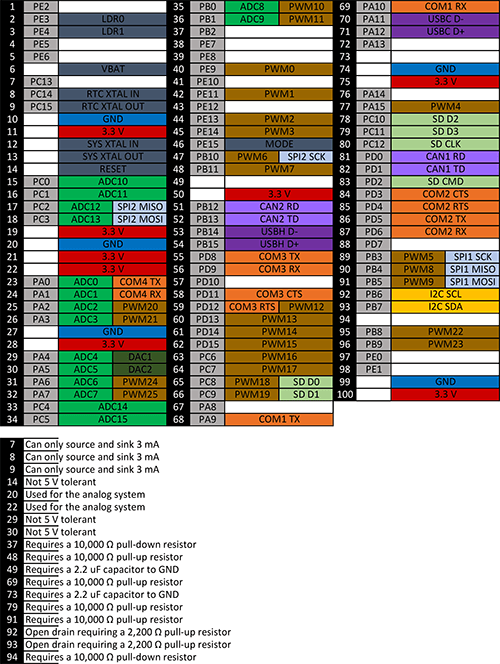 1 PE2
2 PE3 LDR0
3 PE4 LDR1
4 PE5
5 PE6
6 VBAT
7 PC13
8 PC14 RTC XTAL IN
9 PC15 RTC XTAL OUT
10 GND
11 3.3 V
12 SYS XTAL IN
13 SYS XTAL OUT
14 RESET
15 PC0 ADC10
16 PC1 ADC11
17 PC2 ADC12 SPI2 MISO
18 PC3 ADC13 SPI2 MOSI
19 3.3 V
20 GND
21 3.3 V
22 3.3 V
23 PA0 ADC0 COM4 TX
24 PA1 ADC1 COM4 RX
25 PA2 ADC2 PWM20
26 PA3 ADC3 PWM21
27 GND
28 3.3 V
29 PA4 ADC4 DAC1
30 PA5 ADC5 DAC2
31 PA6 ADC6 PWM24
32 PA7 ADC7 PWM25
33 PC4 ADC14
34 PC5 ADC15
35 PB0 ADC8 PWM10
36 PB1 ADC9 PWM11
37 PB2
38 PE7
39 PE8
40 PE9 PWM0
41 PE10
42 PE11 PWM1
43 PE12
44 PE13 PWM2
45 PE14 PWM3
46 PE15 MODE
47 PB10 PWM6 SPI2 SCK
48 PB11 PWM7
49
50 3.3 V
51 PB12 CAN2 RD
52 PB13 CAN2 TD
53 PB14 USBH D-
54 PB15 USBH D+
55 PD8 COM3 TX
56 PD9 COM3 RX
57 PD10
58 PD11 COM3 CTS
59 PD12 COM3 RTS PWM12
60 PD13 PWM13
61 PD14 PWM14
62 PD15 PWM15
63 PC6 PWM16
64 PC7 PWM17
65 PC8 PWM18 SD D0
66 PC9 PWM19 SD D1
67 PA8
68 PA9 COM1 TX
69 PA10 COM1 RX
70 PA11 USBC D-
71 PA12 USBC D+
72 PA13
73
74 GND
75 3.3 V
76 PA14
77 PA15 PWM4
78 PC10 SD D2
79 PC11 SD D3
80 PC12 SD CLK
81 PD0 CAN1 RD
82 PD1 CAN1 TD
83 PD2 SD CMD
84 PD3 COM2 CTS
85 PD4 COM2 RTS
86 PD5 COM2 TX
87 PD6 COM2 RX
88 PD7
89 PB3 PWM5 SPI1 SCK
90 PB4 PWM8 SPI1 MISO
91 PB5 PWM9 SPI1 MOSI
92 PB6 I2C SCL
93 PB7 I2C SDA
94
95 PB8 PWM22
96 PB9 PWM23
97 PE0
98 PE1
99 GND
100 3.3 V
7 Can only source and sink 3 mA
8 Can only source and sink 3 mA
9 Can only source and sink 3 mA
14 Not 5 V tolerant
20 Used for the analog system
22 Used for the analog system
29 Not 5 V tolerant
30 Not 5 V tolerant
37 Requires a 10,000 Ω pull-down resistor
48 Requires a 10,000 Ω pull-up resistor
49 Requires a 2.2 uF capacitor to GND
69 Requires a 10,000 Ω pull-up resistor
73 Requires a 2.2 uF capacitor to GND
79 Requires a 10,000 Ω pull-up resistor
91 Requires a 10,000 Ω pull-up resistor
92 Open drain requiring a 2,200 Ω pull-up resistor
93 Open drain requiring a 2,200 Ω pull-up resistor
94 Requires a 10,000 Ω pull-down resistor